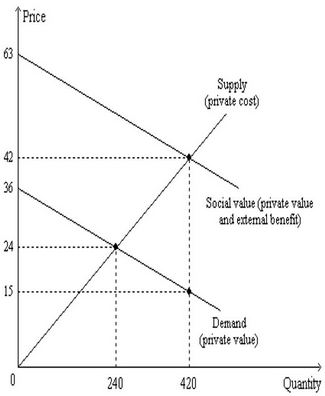 Price
63
Supply
(private cost)
42
36
Social value (private value
and external benefit)
24
15
Demand
(private value)
0
240
420
Quantity